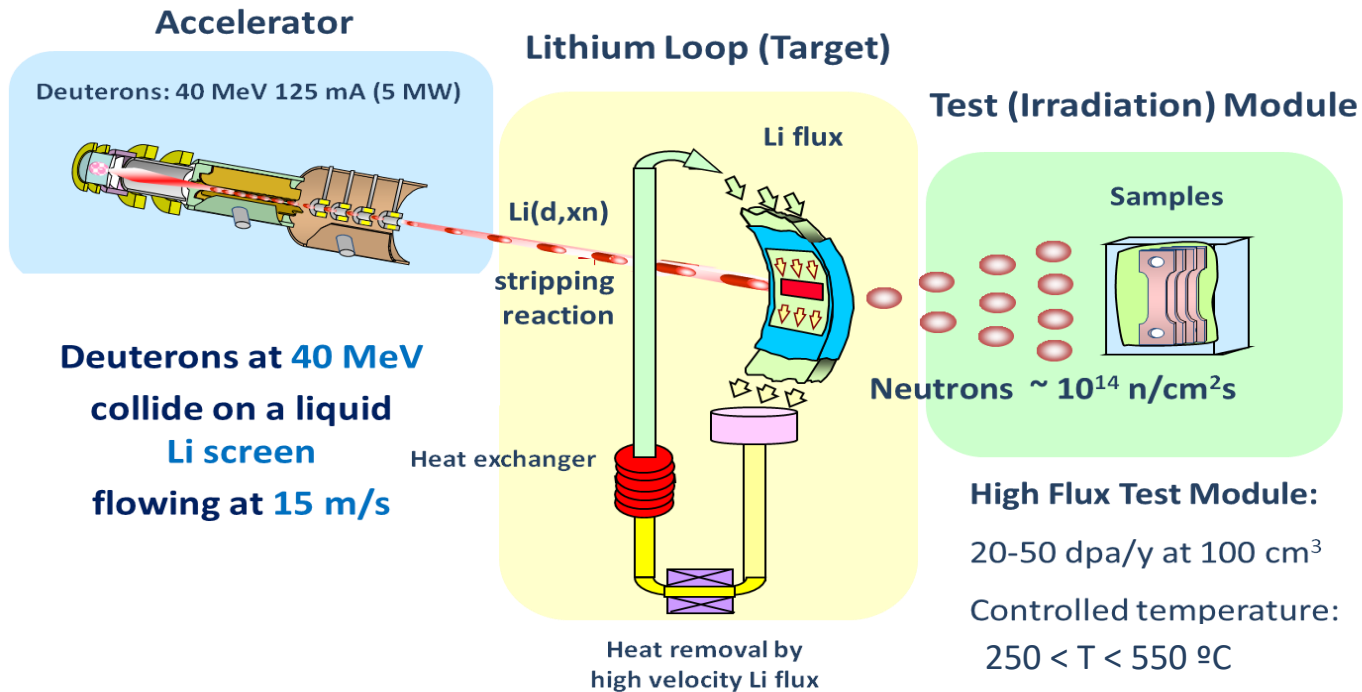 Accelerator
Deuterons: 40 MeV 125 mA (5 MW)
Lithium Loop (Target)
Li flux
Li(d,xn)
stripping
reaction
Test (Irradiation) Module
Samples
Neutrons ~ 10¹⁴ n/cm²s
Deuterons at 40 MeV
collide on a liquid
Li screen
flowing at 15 m/s
Heat exchanger
Heat removal by
high velocity Li flux
High Flux Test Module:
20-50 dpa/y at 100 cm³
Controlled temperature:
250 < T < 550 ºC